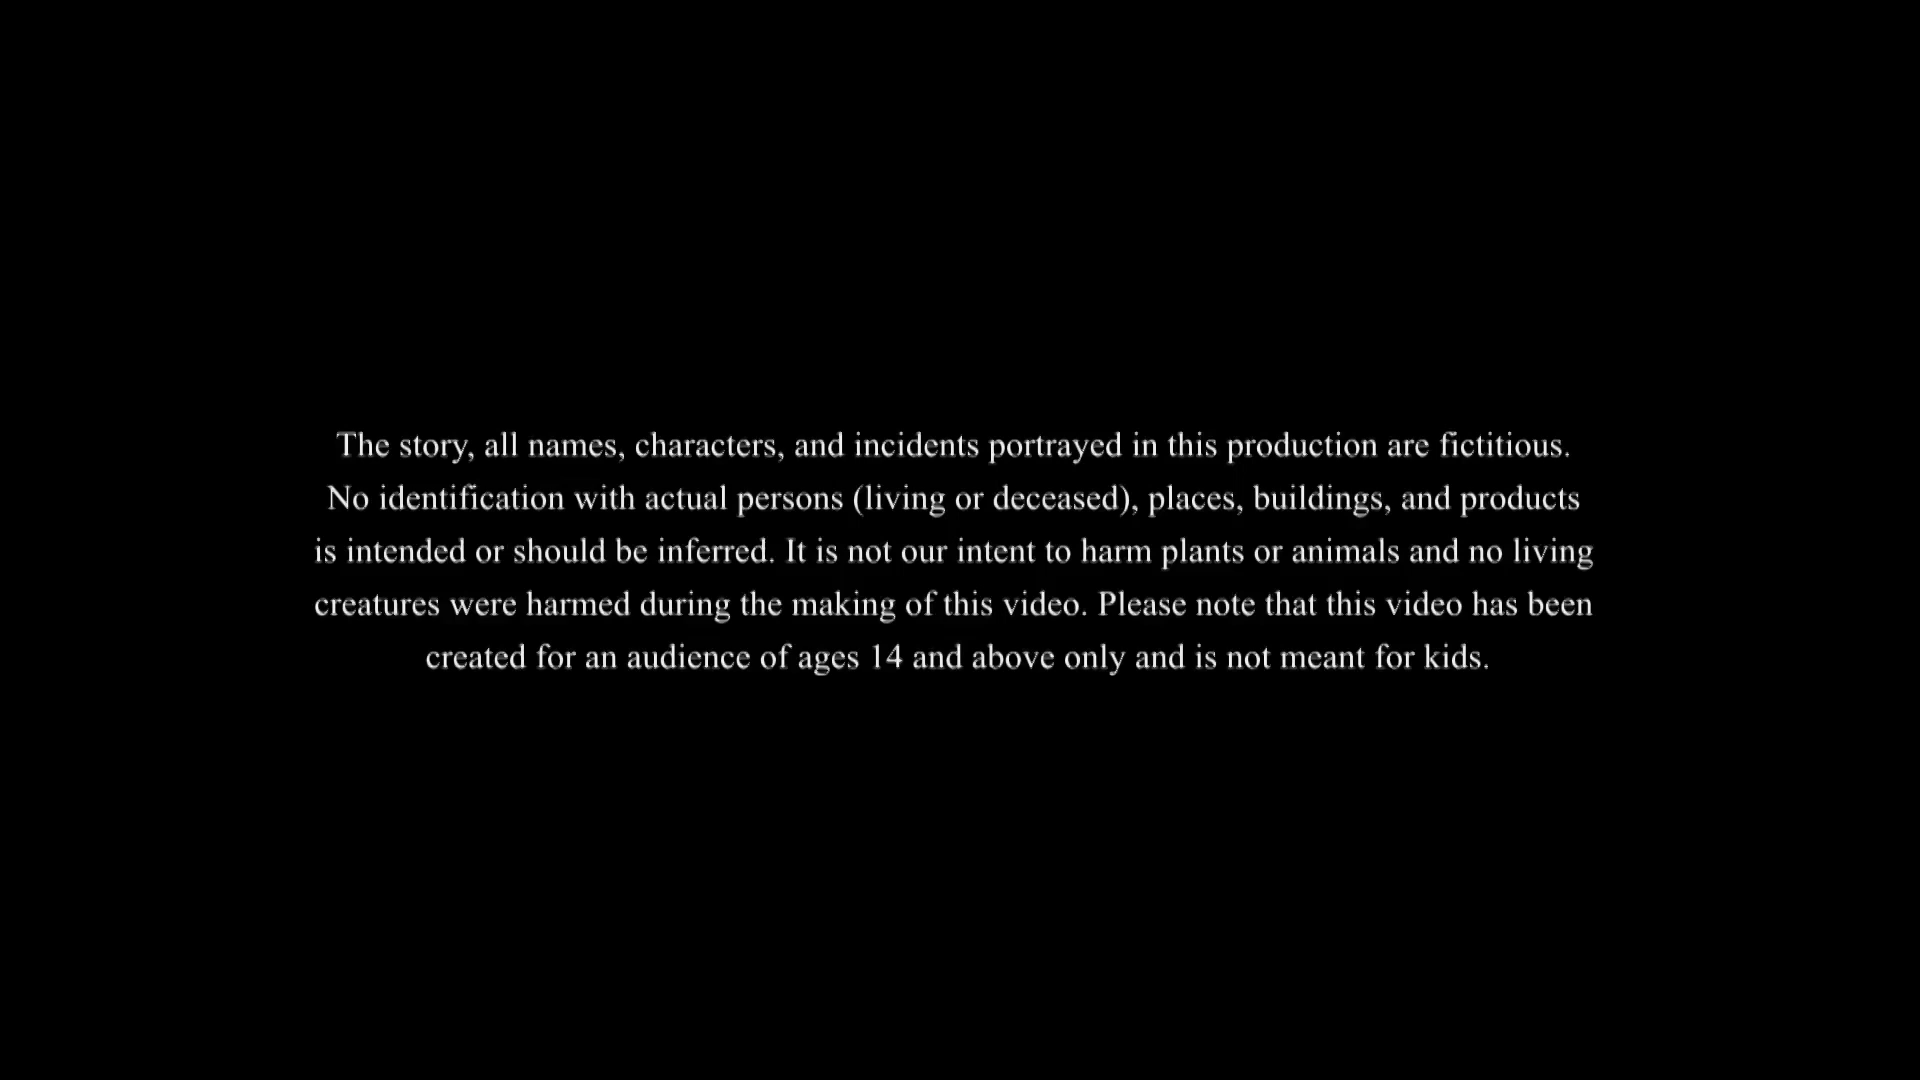 The story, all names, characters, and incidents portrayed in this production are fictitious.
No identification with actual persons (living or deceased), places, buildings, and products
is intended or should be inferred. It is not our intent to harm plants or animals and no living
creatures were harmed during the making of this video. Please note that this video has been
created for an audience of ages 14 and above only and is not meant for kids.